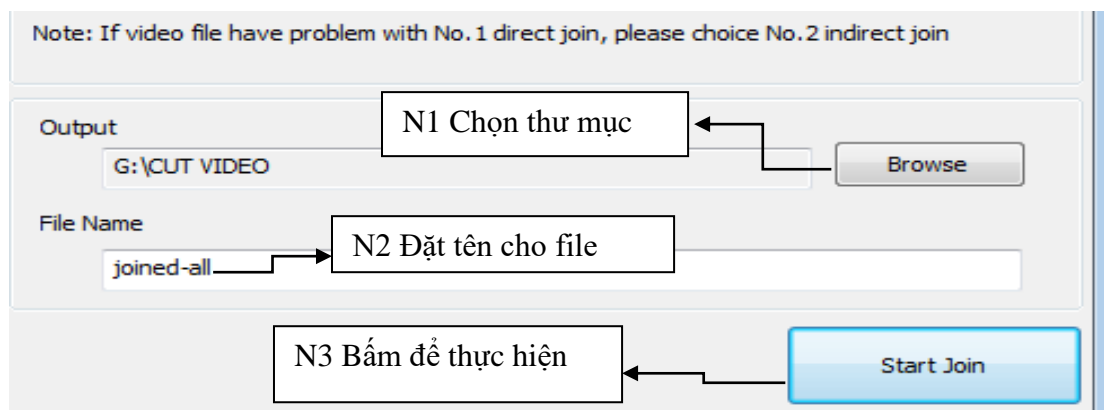 Note: If video file have problem with No.1 direct join, please choice No.2 indirect join
N1 Chọn thư mục
Output
G:\CUT VIDEO
Browse
File Name
N2 Đặt tên cho file
joined-all
N3 Bấm để thực hiện
Start Join